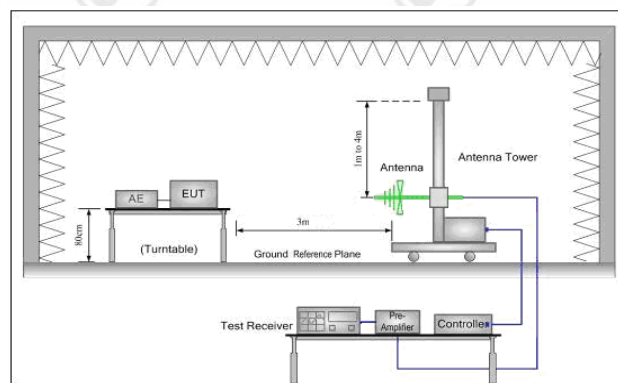 1m to 4m
Antenna
Antenna Tower
AE
EUT
80cm
(Turntable)
3m
Ground Reference Plane
Test Receiver
Pre-
Amplifier
Controller